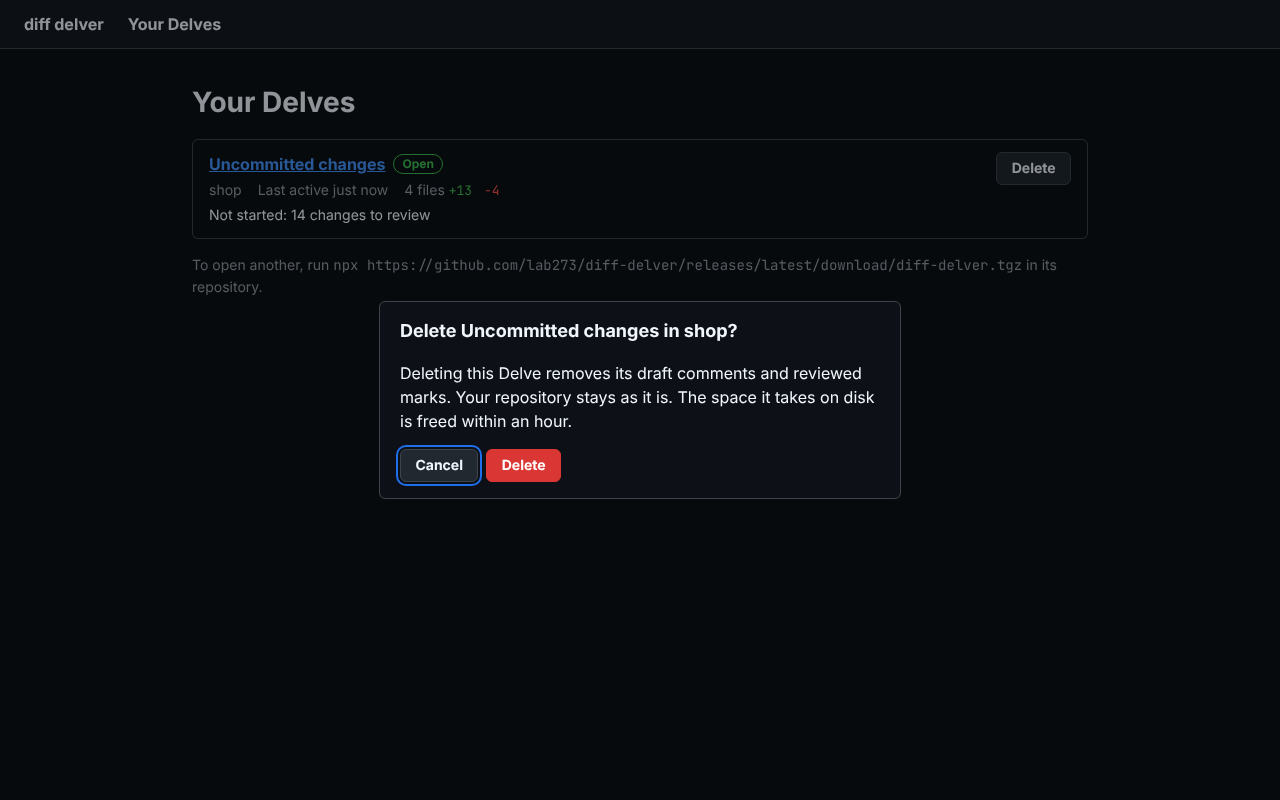 diff delver Your Delves
Your Delves
Uncommitted changes Open Delete
shop Last active just now 4 files +13 -4
Not started: 14 changes to review
To open another, run npx https://github.com/lab273/diff-delver/releases/latest/download/diff-delver.tgz in its
repository.
Delete Uncommitted changes in shop?
Deleting this Delve removes its draft comments and reviewed
marks. Your repository stays as it is. The space it takes on disk
is freed within an hour.
Cancel Delete